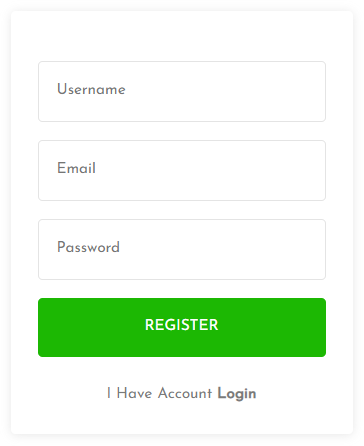 Username
Email
Password
REGISTER
I Have Account Login